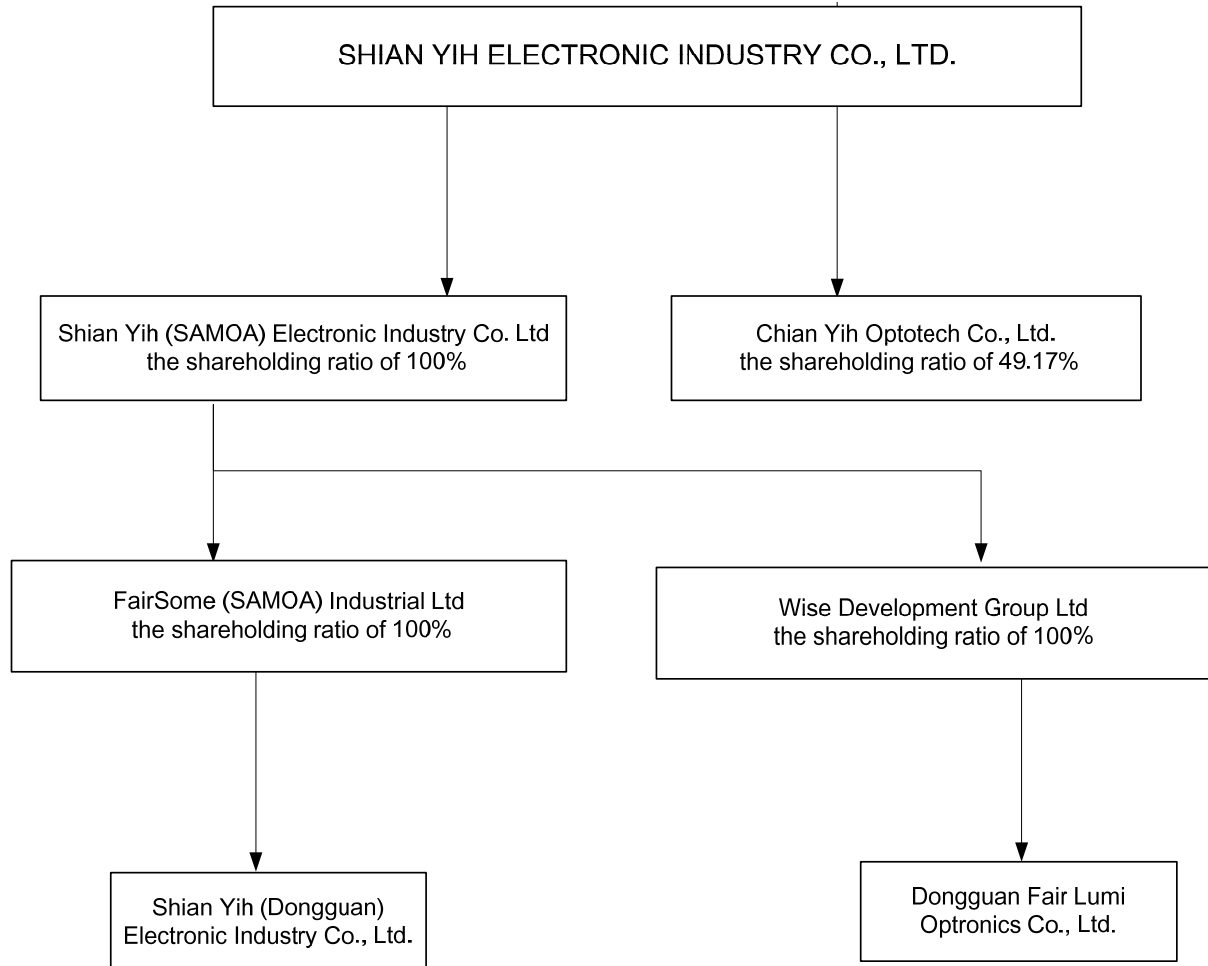 SHIAN YIH ELECTRONIC INDUSTRY CO., LTD.
Shian Yih (SAMOA) Electronic Industry Co. Ltd
the shareholding ratio of 100%
Chian Yih Optotech Co., Ltd.
the shareholding ratio of 49.17%
FairSome (SAMOA) Industrial Ltd
the shareholding ratio of 100%
Wise Development Group Ltd
the shareholding ratio of 100%
Shian Yih (Dongguan)
Electronic Industry Co., Ltd.
Dongguan Fair Lumi
Optronics Co., Ltd.